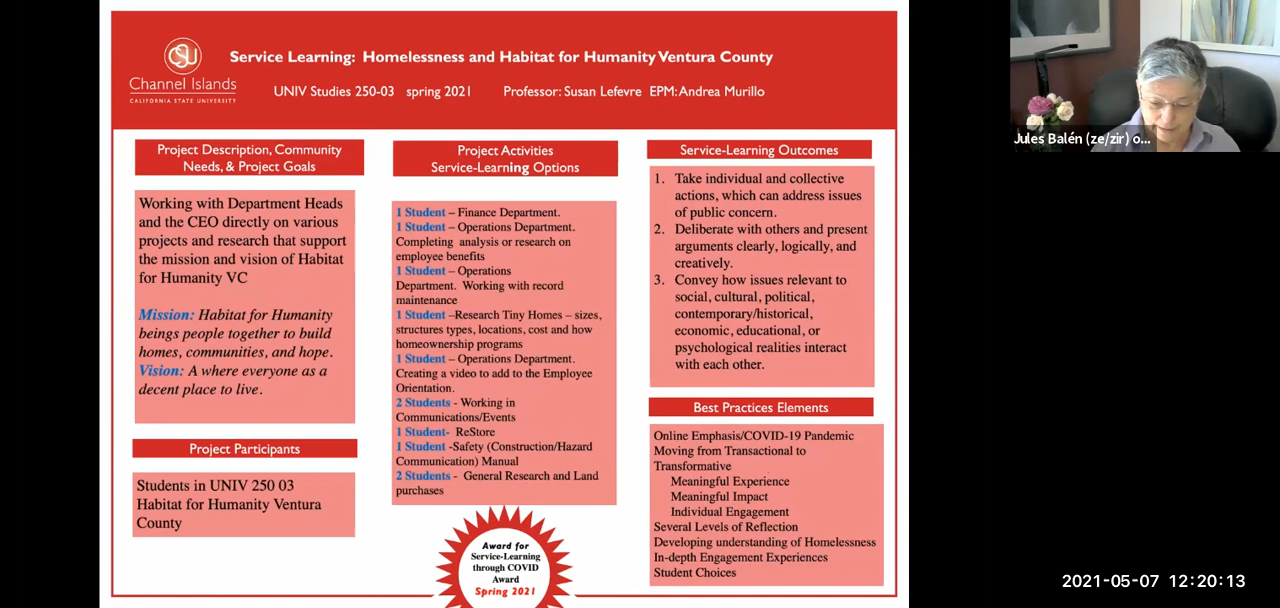 CSU
Channel Islands
CALIFORNIA STATE UNIVERSITY
Service Learning: Homelessness and Habitat for Humanity Ventura County
UNIV Studies 250-03 spring 2021 Professor: Susan Lefevre EPM: Andrea Murillo
Project Description, Community
Needs, & Project Goals
Working with Department Heads
and the CEO directly on various
projects and research that support
the mission and vision of Habitat
for Humanity VC
Mission: Habitat for Humanity
beings people together to build
homes, communities, and hope.
Vision: A where everyone as a
decent place to live.
Project Participants
Students in UNIV 250 03
Habitat for Humanity Ventura
County
Project Activities
Service-Learning Options
1 Student – Finance Department.
1 Student – Operations Department.
Completing analysis or research on
employee benefits
1 Student – Operations
Department. Working with record
maintenance
1 Student –Research Tiny Homes – sizes,
structures types, locations, cost and how
homeownership programs
1 Student – Operations Department.
Creating a video to add to the Employee
Orientation.
2 Students - Working in
Communications/Events
1 Student- ReStore
1 Student -Safety (Construction/Hazard
Communication) Manual
2 Students - General Research and Land
purchases
Award for
Service-Learning
through COVID
Award
Spring 2021
Service-Learning Outcomes
1. Take individual and collective
actions, which can address issues
of public concern.
2. Deliberate with others and present
arguments clearly, logically, and
creatively.
3. Convey how issues relevant to
social, cultural, political,
contemporary/historical,
economic, educational, or
psychological realities interact
with each other.
Best Practices Elements
Online Emphasis/COVID-19 Pandemic
Moving from Transactional to
Transformative
Meaningful Experience
Meaningful Impact
Individual Engagement
Several Levels of Reflection
Developing understanding of Homelessness
In-depth Engagement Experiences
Student Choices
Jules Balén (ze/zir) o...
2021-05-07 12:20:13